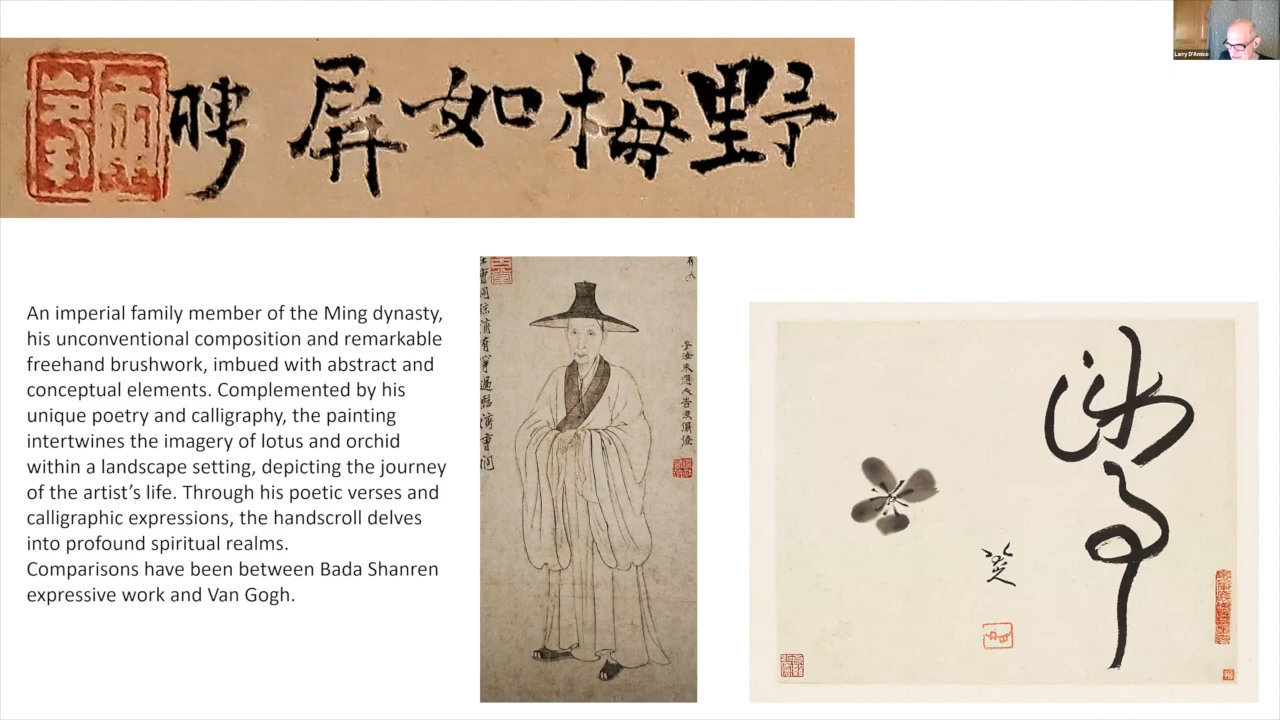 Larry D'Amico
野梅如屏聘
An imperial family member of the Ming dynasty,
his unconventional composition and remarkable
freehand brushwork, imbued with abstract and
conceptual elements. Complemented by his
unique poetry and calligraphy, the painting
intertwines the imagery of lotus and orchid
within a landscape setting, depicting the journey
of the artist's life. Through his poetic verses and
calligraphic expressions, the handscroll delves
into profound spiritual realms.
Comparisons have been between Bada Shanren
expressive work and Van Gogh.
涉事